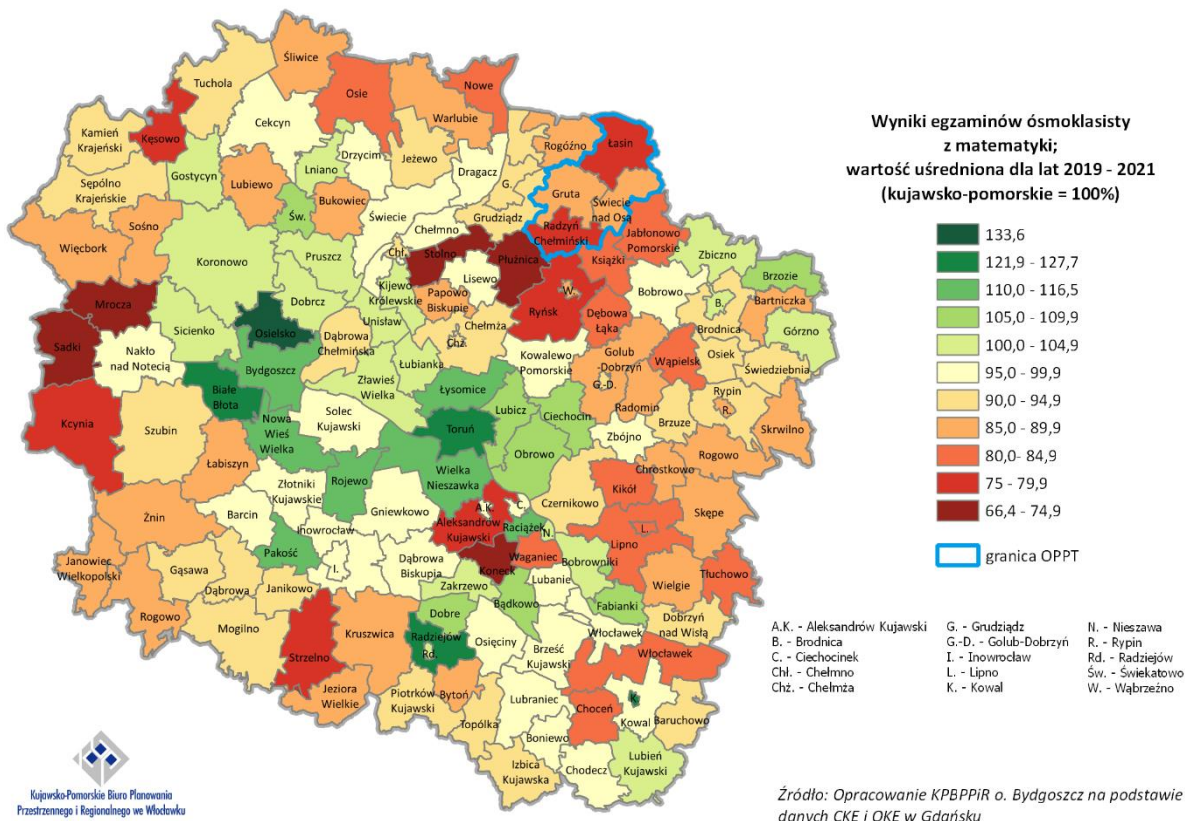 Wyniki egzaminów ósmoklasisty
z matematyki;
wartość uśredniona dla lat 2019 - 2021
(kujawsko-pomorskie = 100%)
133,6
121,9 - 127,7
110,0 - 116,5
105,0 - 109,9
100,0 - 104,9
95,0 - 99,9
90,0 - 94,9
85,0 - 89,9
80,0- 84,9
75 - 79,9
66,4 - 74,9
granica OPPT
Śliwice
Tuchola
Osie
Nowe
Warlubie
Cekcyn
Kamień
Krajeński
Kęsowo
Rogóźno
Łasin
Drzycim
Jeżewo
Dragacz
Gostycyn
Lniano
Sępólno
Krajeńskie
Lubiewo
Św.
Bukowiec
G.
Gruta
Świecie
nad Osą
Grudziądz
Świecie
Chełmno
Radzyń
Chełmiński
Jabłonowo
Pomorskie
Sośno
Więcbork
Koronowo
Pruszcz
Chł.
Stolno
Płużnica
Książki
Zbiczno
Brzozie
Lisewo
Bobrowo
Kijewo
Królewskie
Papowo
Biskupie
W.
B.
Bartniczka
Mrocza
Dobrcz
Unisław
Ryńsk
Dębowa
Łąka
Brodnica
Górzno
Sicienko
Osielsko
Dąbrowa
Chełmińska
Chełmża
Chż.
Sadki
Nakło
nad Notecią
Kowalewo
Pomorskie
Golub
-Dobrzyń
Wąpielsk
Osiek
Świedziebnia
Bydgoszcz
Łubianka
G.-D.
Zławieś
Wielka
Łysomice
Rypin
R.
Białe
Błota
Radomin
Kcynia
Szubin
Solec
Kujawski
Toruń
Lubicz
Ciechocin
Brzuze
Skrwilno
Nowa
Wieś
Wielka
Zbójno
Rogowo
Łabiszyn
Obrowo
Wielka
Nieszawka
Chrostkowo
Rojewo
Kikół
Złotniki
Kujawskie
Czernikowo
Skępe
Żnin
Barcin
Gniewkowo
A.K.
C.
Inowrocław
Aleksandrów
Kujawski
Raciążek
N.
L.
Lipno
Pakość
I.
Dąbrowa
Biskupia
Koneck
Waganiec
Bobrowniki
Janowiec
Wielkopolski
Gąsawa
Tłuchowo
Dąbrowa
Janikowo
Zakrzewo
Lubanie
Wielgie
Rogowo
Bądkowo
Fabianki
Dobre
Mogilno
Kruszwica
Radziejów
Rd.
Osięciny
Włocławek
Dobrzyń
nad Wisłą
Strzelno
Brześć
Kujawski
Włocławek
Jeziora
Wielkie
Piotrków
Kujawski
Bytoń
Lubraniec
Choceń
K.
Kowal
Baruchowo
Topólka
Boniewo
Izbica
Kujawska
Chodecz
Lubień
Kujawski
A.K. - Aleksandrów Kujawski
B. - Brodnica
C. - Ciechocinek
Chł. - Chełmno
Chż. - Chełmża
G. - Grudziądz
G.-D. - Golub-Dobrzyń
I. - Inowrocław
L. - Lipno
K. - Kowal
N. - Nieszawa
R. - Rypin
Rd. - Radziejów
Św. - Świekatowo
W. - Wąbrzeźno
Kujawsko-Pomorskie Biuro Planowania
Przestrzennego i Regionalnego we Włocławku
Źródło: Opracowanie KPBPPiR o. Bydgoszcz na podstawie
danych CKE i OKE w Gdańsku